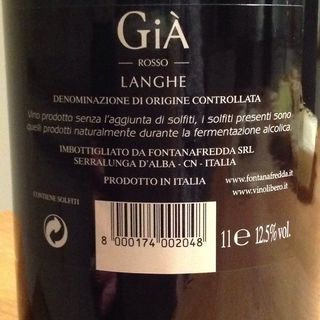 GiÀ
ROSSO
LANGHE
DENOMINAZIONE DI ORIGINE CONTROLLATA
Vino prodotto senza l'aggiunta di solfiti, i solfiti presenti sono
quelli prodotti naturalmente durante la fermentazione alcolica.
IMBOTTIGLIATO DA FONTANAFREDDA SRL
SERRALUNGA D'ALBA - CN - ITALIA
PRODOTTO IN ITALIA
www.fontanafredda.it
www.vinolibero.it
CONTIENE SOLFITI
8 000174 002048
1 l e 12.5% vol.